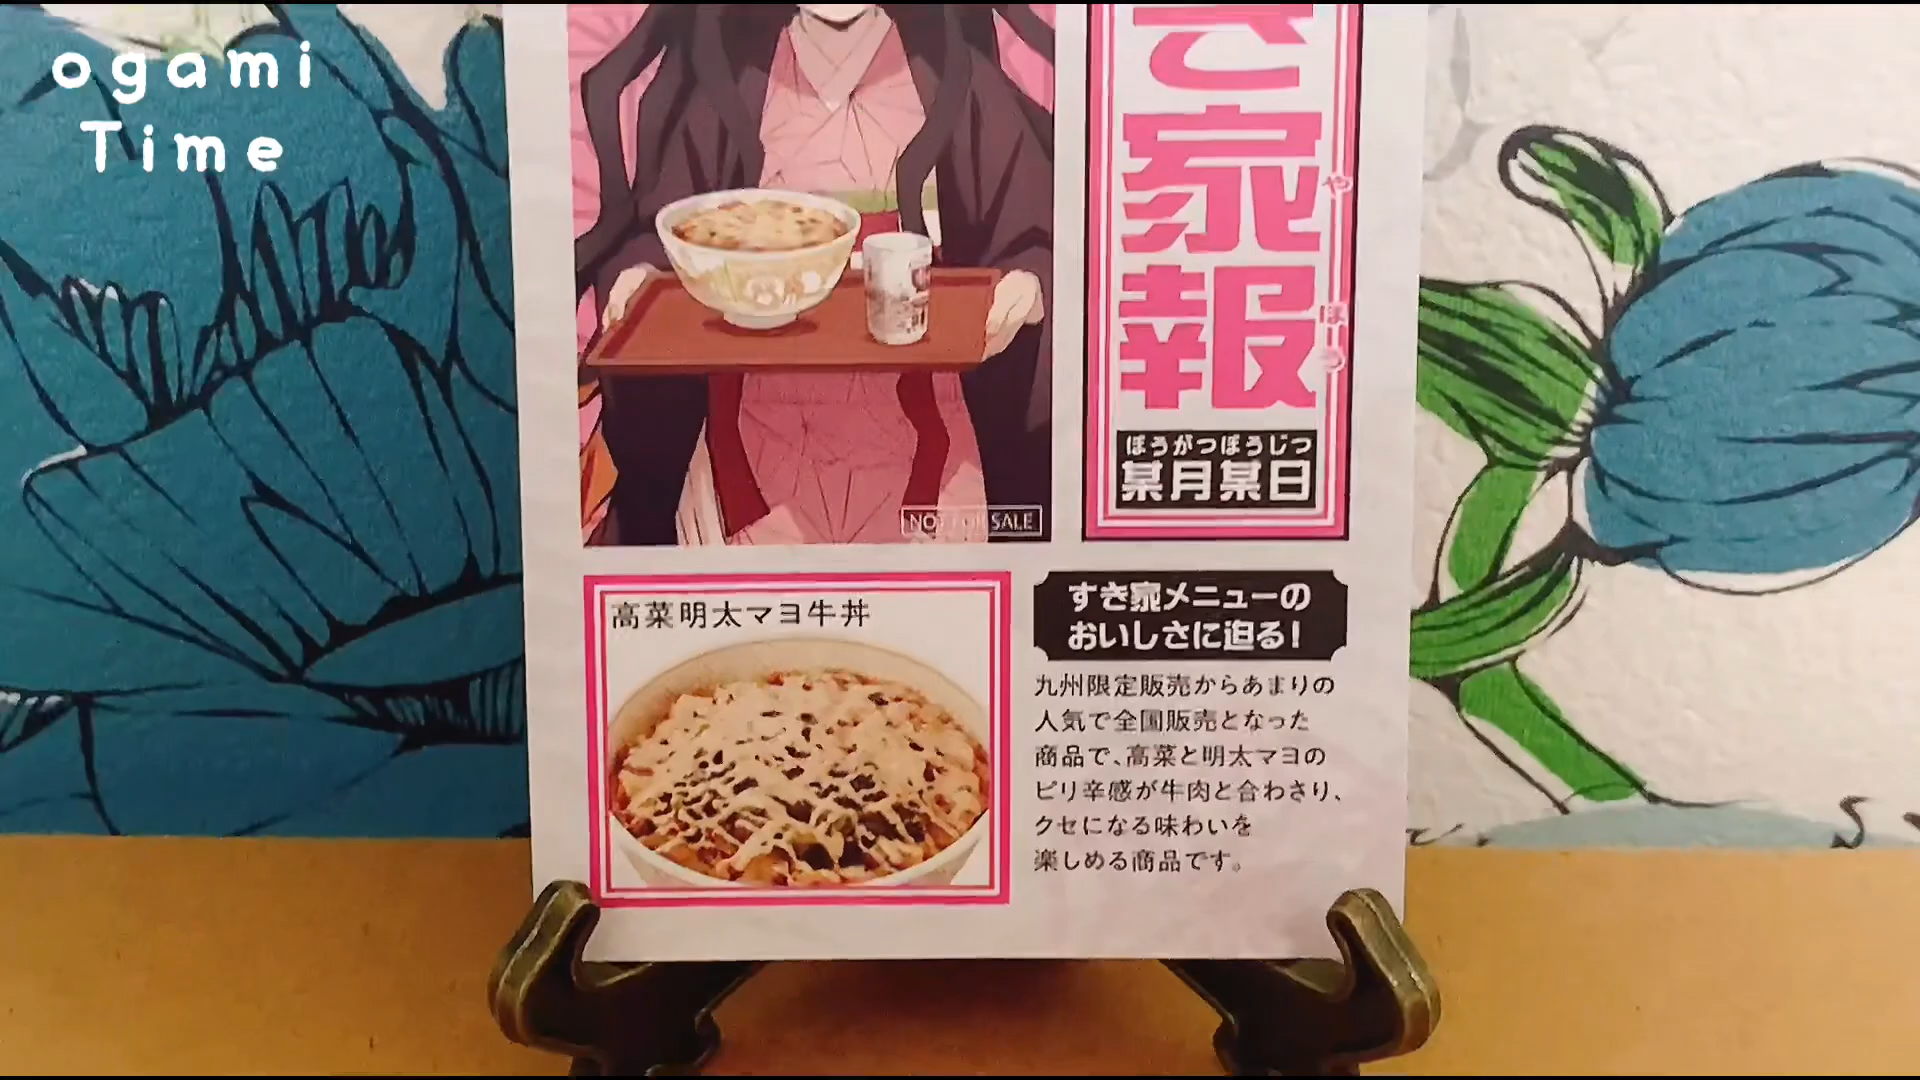 ogami
Time
き家報
やほう
ぼうがつぼうじつ
某月某日
NOT FOR SALE
高菜明太マヨ牛丼
すき家メニューの
おいしさに迫る!
九州限定販売からあまりの
人気で全国販売となった
商品で、高菜と明太マヨの
ピリ辛感が牛肉と合わさり、
クセになる味わいを
楽しめる商品です。